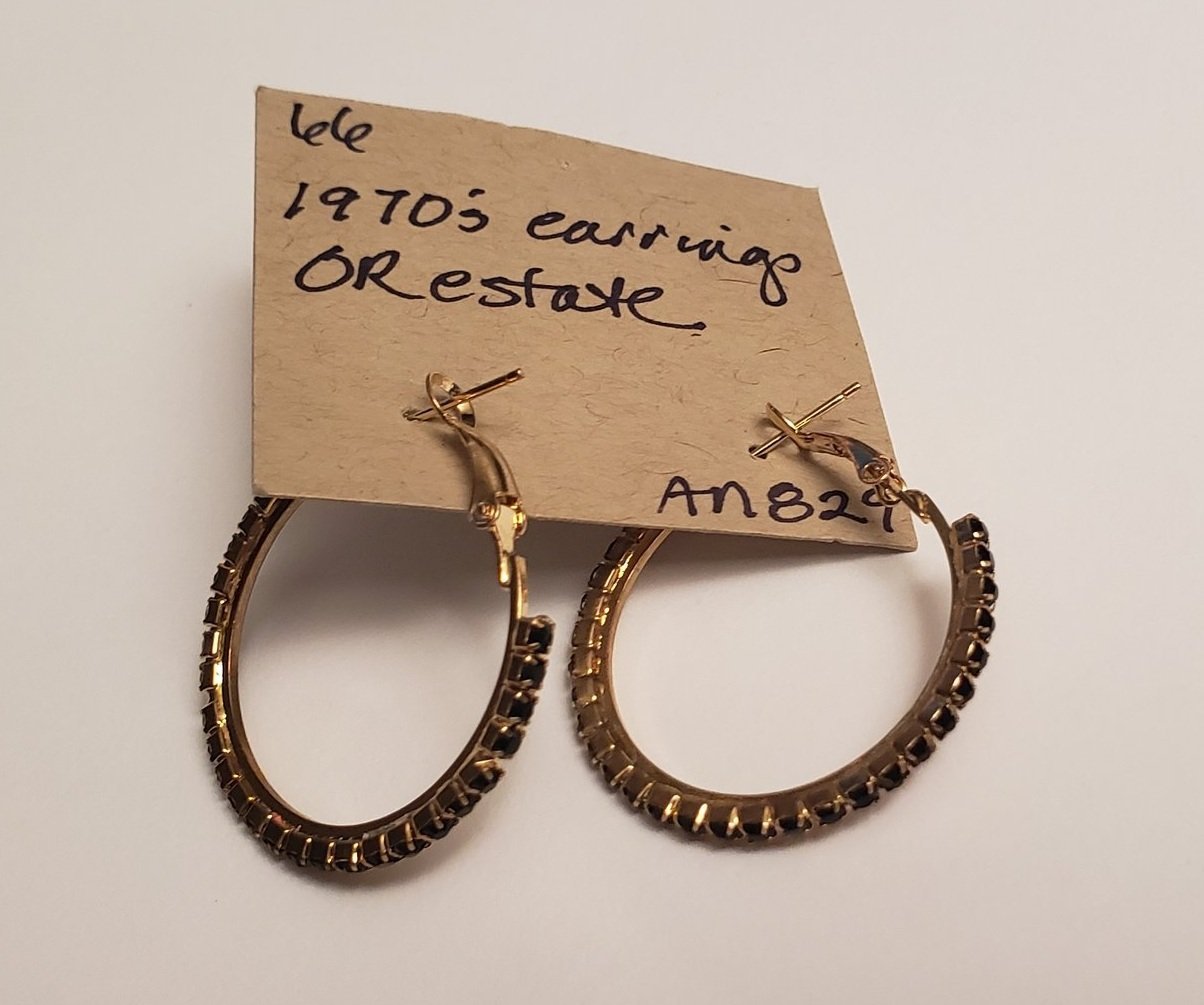 66
1970's earrings
OR estate
AN829